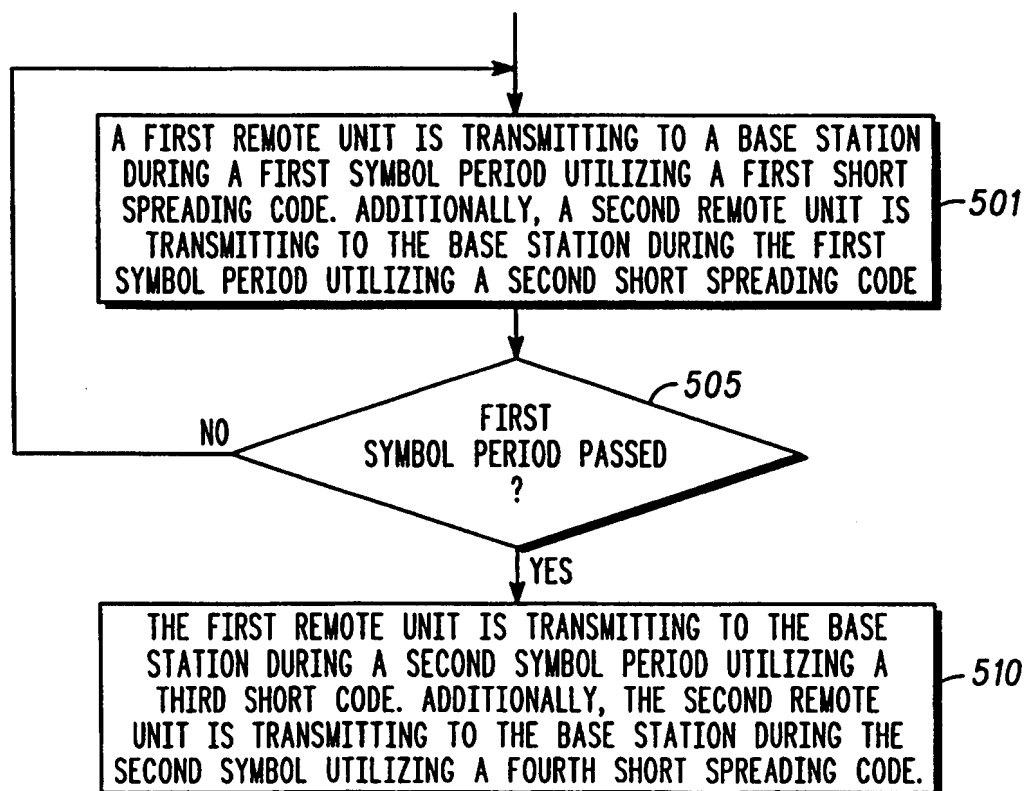 A FIRST REMOTE UNIT IS TRANSMITTING TO A BASE STATION
DURING A FIRST SYMBOL PERIOD UTILIZING A FIRST SHORT
SPREADING CODE. ADDITIONALLY, A SECOND REMOTE UNIT IS
TRANSMITTING TO THE BASE STATION DURING THE FIRST
SYMBOL PERIOD UTILIZING A SECOND SHORT SPREADING CODE
501
505
FIRST
SYMBOL PERIOD PASSED
?
NO
YES
THE FIRST REMOTE UNIT IS TRANSMITTING TO THE BASE
STATION DURING A SECOND SYMBOL PERIOD UTILIZING A
THIRD SHORT CODE. ADDITIONALLY, THE SECOND REMOTE
UNIT IS TRANSMITTING TO THE BASE STATION DURING THE
SECOND SYMBOL UTILIZING A FOURTH SHORT SPREADING CODE.
510